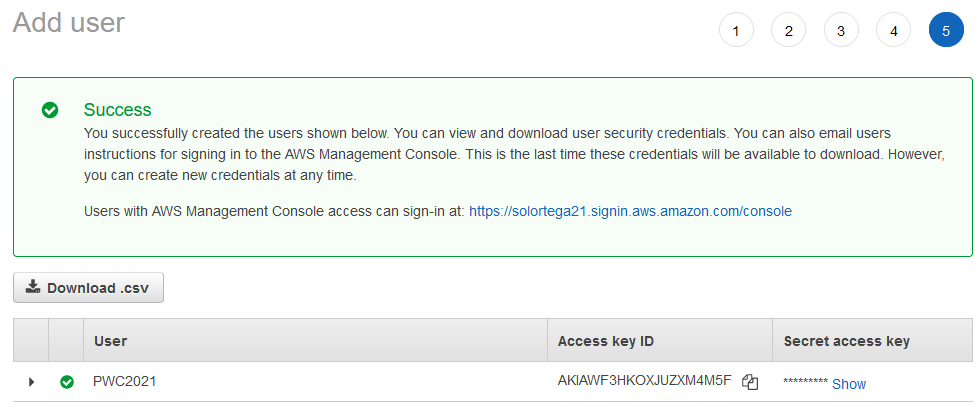 Add user
1 2 3 4 5
Success
You successfully created the users shown below. You can view and download user security credentials. You can also email users
instructions for signing in to the AWS Management Console. This is the last time these credentials will be available to download. However,
you can create new credentials at any time.
Users with AWS Management Console access can sign-in at: https://solortega21.signin.aws.amazon.com/console
Download .csv
User Access key ID Secret access key
PWC2021 AKIAWF3HKOXJUZXM4M5F ********* Show